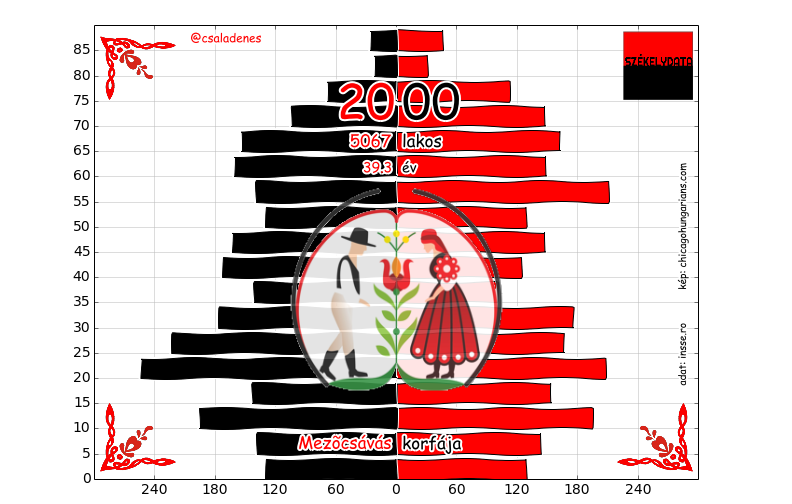 @csaladenes
SZÉKELYDATA
2000
5067 lakos
39.3 év
kép: chicagohungarians.com
adat: insse.ro
Mezőcsávás korfája
85
80
75
70
65
60
55
50
45
40
35
30
25
20
15
10
5
0
240 180 120 60 0 60 120 180 240